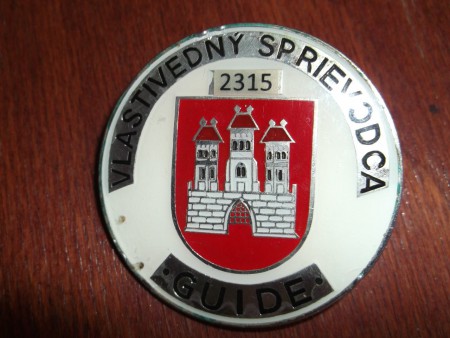 VLASTIVEDNÝ SPRIEVODCA
2315
·GUIDE·